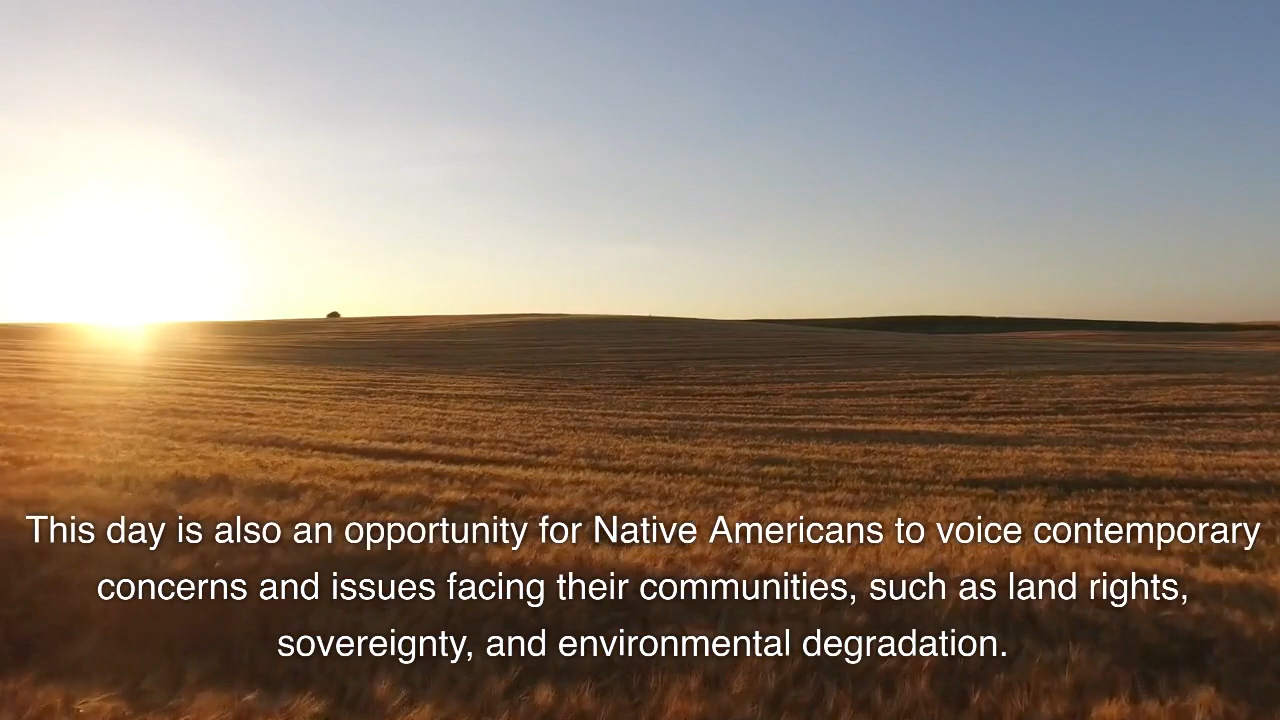 This day is also an opportunity for Native Americans to voice contemporary
concerns and issues facing their communities, such as land rights,
sovereignty, and environmental degradation.